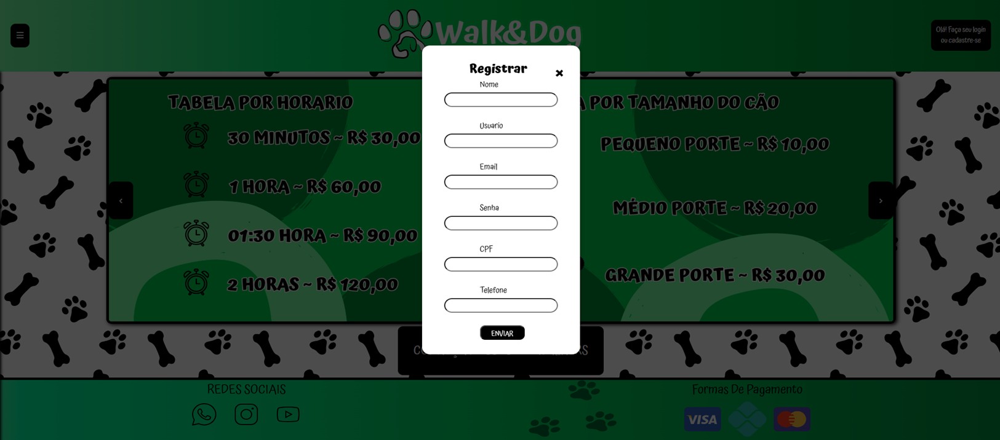 Walk&Dog
Olá! Faça seu login
ou cadastre-se
Registrar
Nome
Usuario
Email
Senha
CPF
Telefone
ENVIAR
TABELA POR HORARIO
30 MINUTOS ~ R$ 30,00
1 HORA ~ R$ 60,00
01:30 HORA ~ R$ 90,00
2 HORAS ~ R$ 120,00
POR TAMANHO DO CÃO
PEQUENO PORTE ~ R$ 10,00
MÉDIO PORTE ~ R$ 20,00
GRANDE PORTE ~ R$ 30,00
REDES SOCIAIS
Formas De Pagamento
VISA